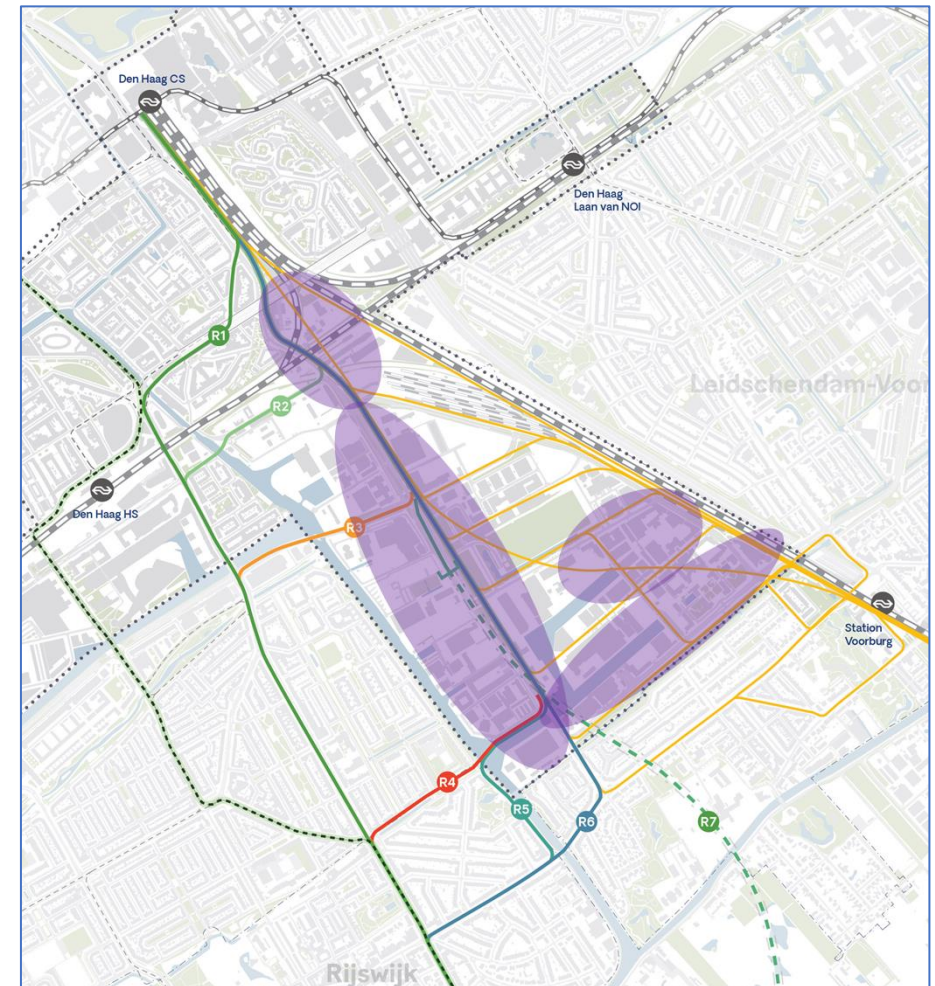 Den Haag CS
Den Haag
Laan van NOI
R1
Leidschendam-Voo
R2
Den Haag HS
R3
Station
Voorburg
R4
R5
R6
R7
Rijswijk